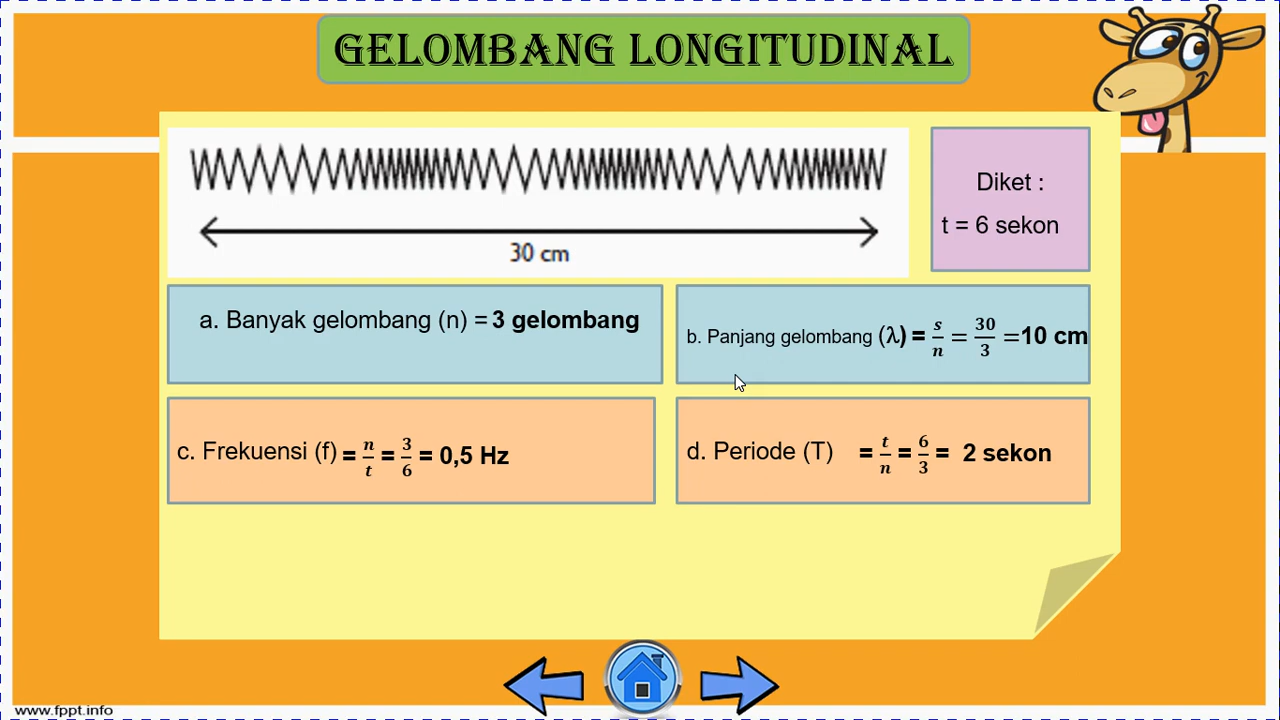 GELOMBANG LONGITUDINAL
30 cm
Diket :
t = 6 sekon
a. Banyak gelombang (n) = 3 gelombang
b. Panjang gelombang (λ) = s/n = 30/3 =10 cm
c. Frekuensi (f) = n/t = 3/6 = 0,5 Hz
d. Periode (T) = t/n = 6/3 = 2 sekon
www.fppt.info